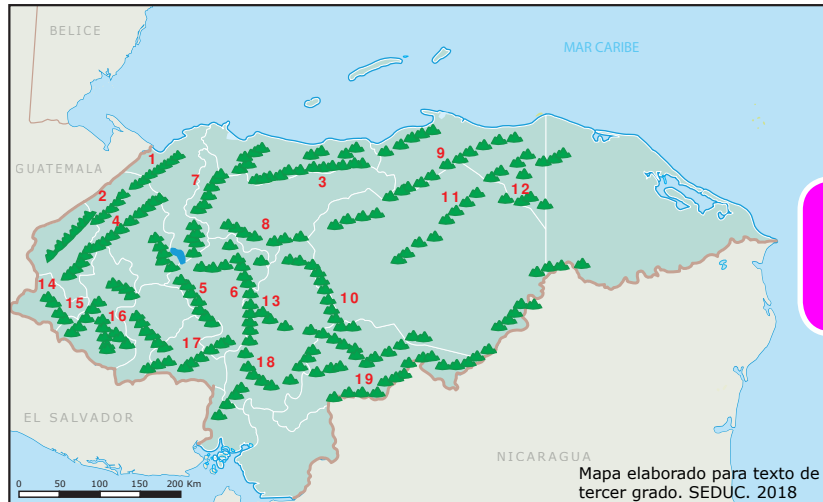 BELICE
MAR CARIBE
GUATEMALA
1
9
7
3
2
12
11
4
8
14
5
6
13
10
15
16
17
18
19
EL SALVADOR
NICARAGUA
0 50 100 150 200 Km
Mapa elaborado para texto de
tercer grado. SEDUC. 2018